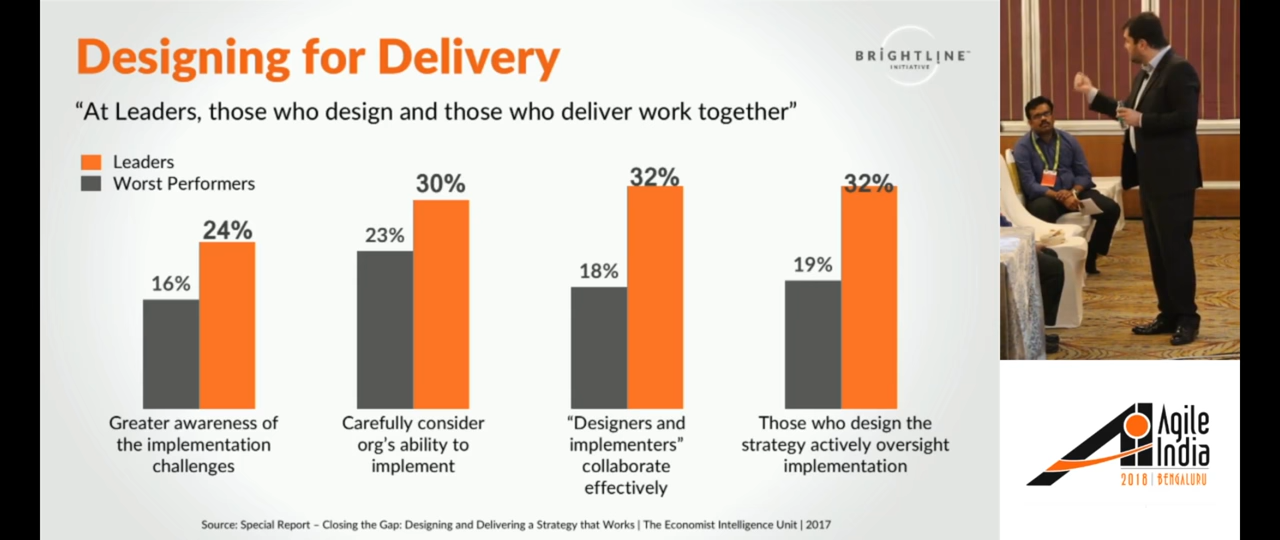 Designing for Delivery
BRIGHTLINE™
INITIATIVE
“At Leaders, those who design and those who deliver work together”
Leaders
Worst Performers
16%
24%
23%
30%
18%
32%
19%
32%
Greater awareness of
the implementation
challenges
Carefully consider
org’s ability to
implement
“Designers and
implementers”
collaborate
effectively
Those who design the
strategy actively oversight
implementation
Source: Special Report – Closing the Gap: Designing and Delivering a Strategy that Works | The Economist Intelligence Unit | 2017
Agile
India
2018 | BENGALURU